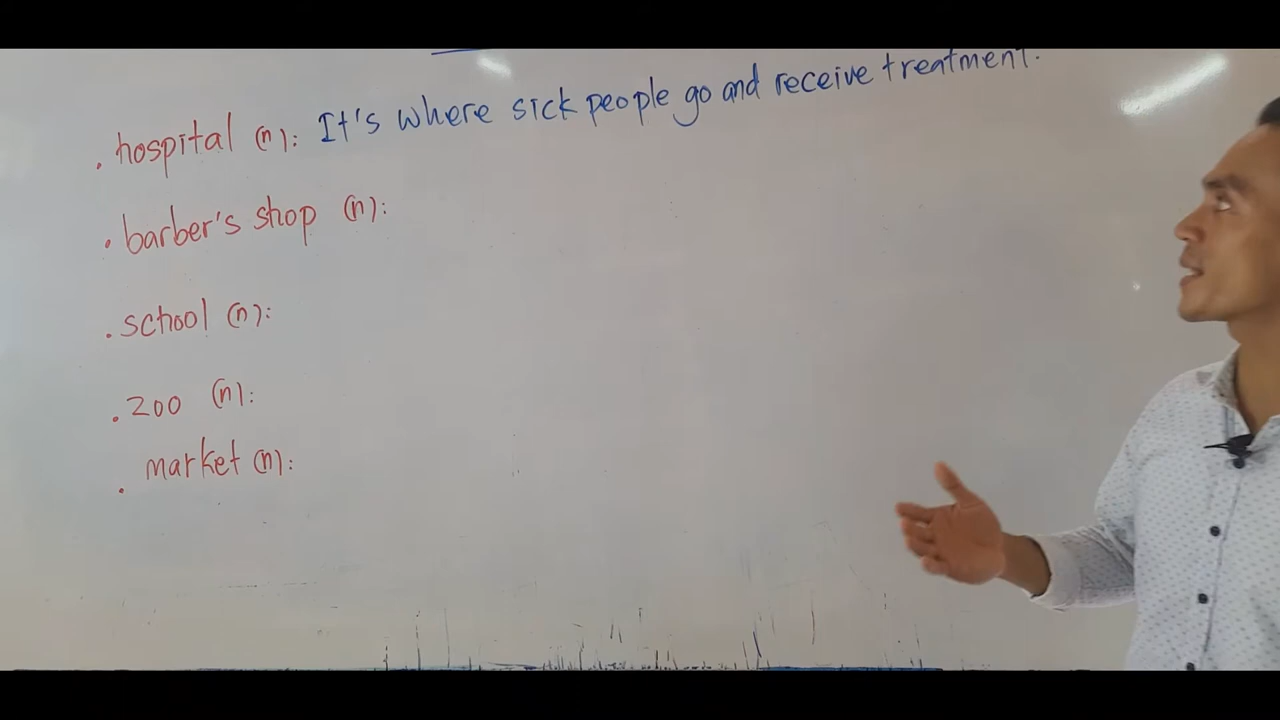 . hospital (n): It's where sick people go and receive treatment.
. barber's shop (n):
. school (n):
. zoo (n):
. market (n):